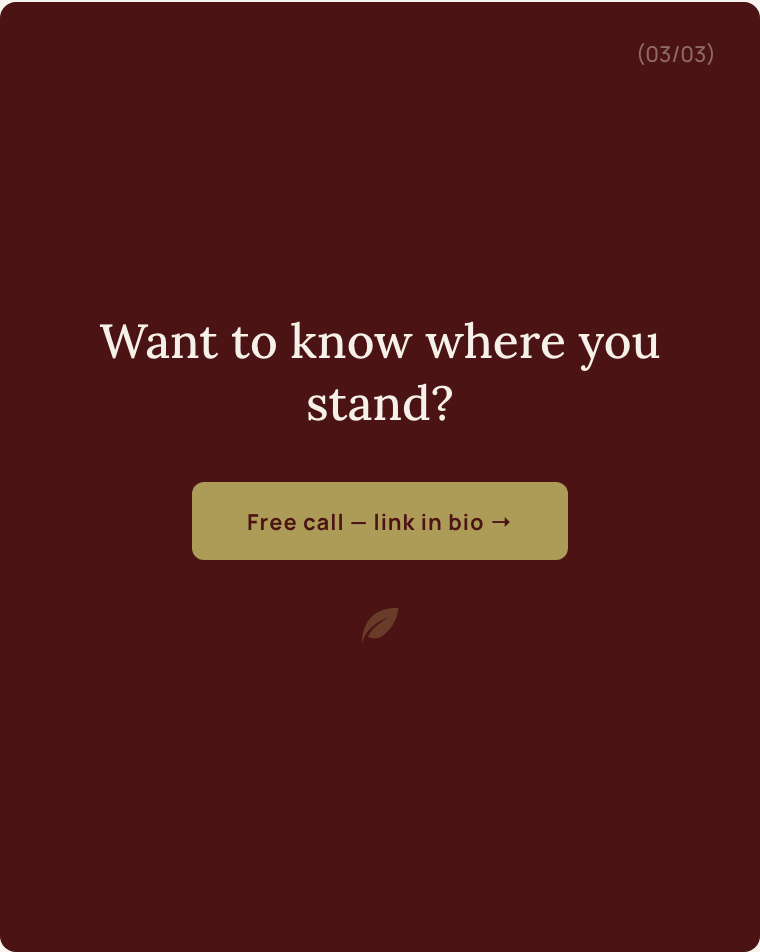 (03/03)
Want to know where you
stand?
Free call — link in bio →